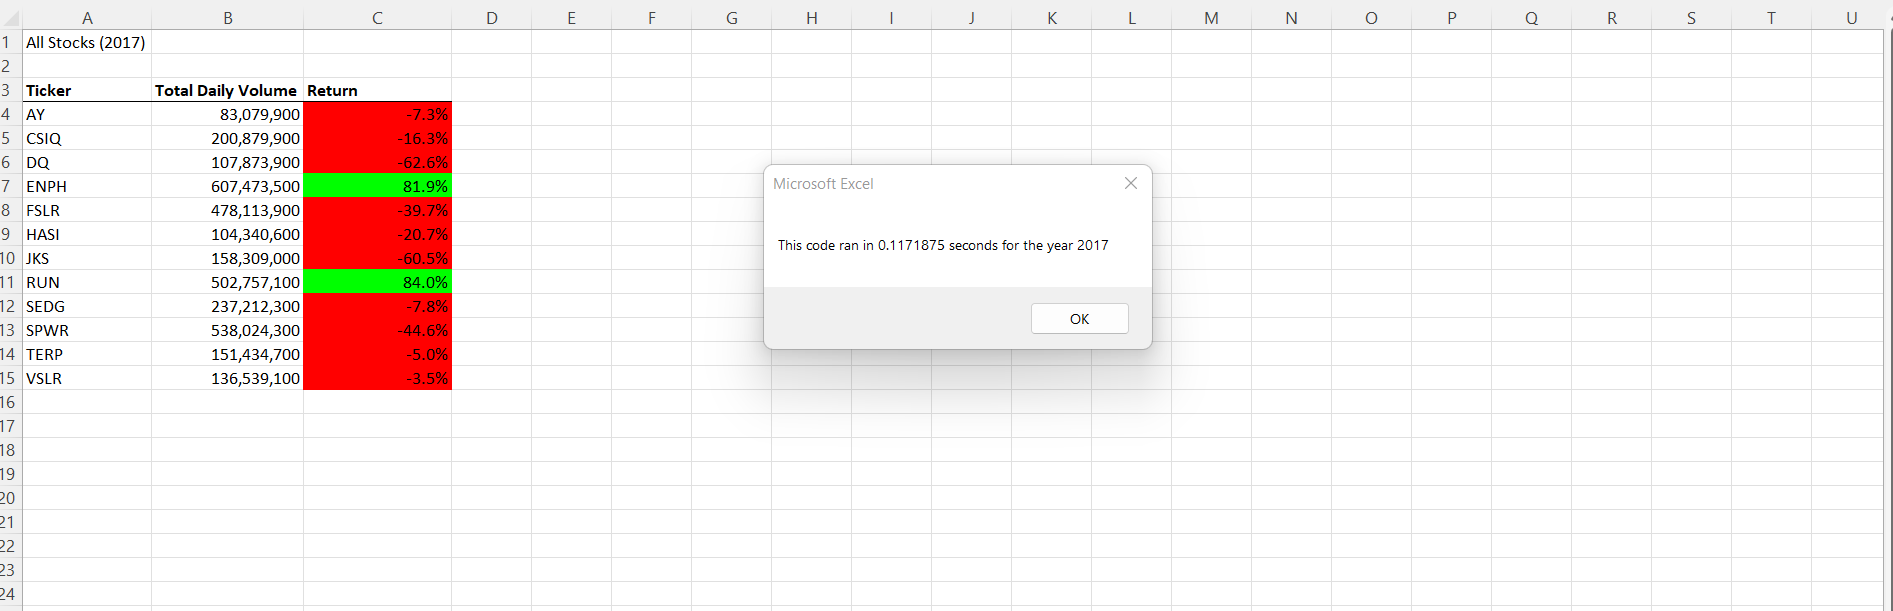 A B C D E F G H I J K L M N O P Q R S T U
1 All Stocks (2017)
2
3 Ticker Total Daily Volume Return
4 AY 83,079,900 -7.3%
5 CSIQ 200,879,900 -16.3%
6 DQ 107,873,900 -62.6%
7 ENPH 607,473,500 81.9%
8 FSLR 478,113,900 -39.7%
9 HASI 104,340,600 -20.7%
10 JKS 158,309,000 -60.5%
11 RUN 502,757,100 84.0%
12 SEDG 237,212,300 -7.8%
13 SPWR 538,024,300 -44.6%
14 TERP 151,434,700 -5.0%
15 VSLR 136,539,100 -3.5%
16
17
18
19
20
21
22
23
24
Microsoft Excel
This code ran in 0.1171875 seconds for the year 2017
OK